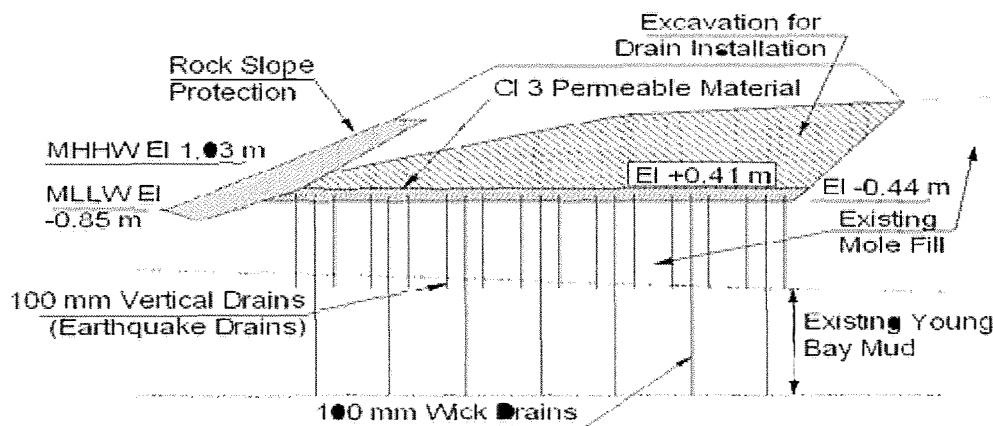 Excavation for
Drain Installation
Rock Slope
Protection
Cl 3 Permeable Material
MHHW El 1.03 m
MLLW El
-0.85 m
El +0.41 m
El -0.44 m
Existing
Mole Fill
100 mm Vertical Drains
(Earthquake Drains)
Existing Young
Bay Mud
100 mm Wick Drains